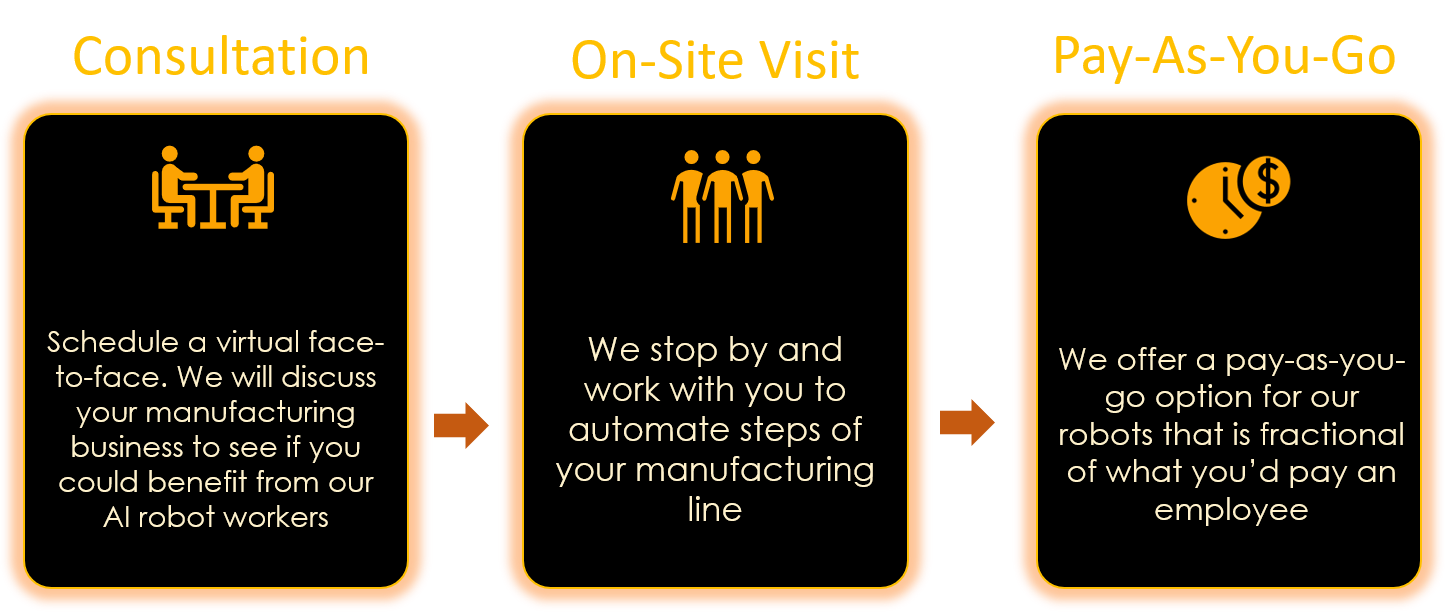 Consultation
Schedule a virtual face-
to-face. We will discuss
your manufacturing
business to see if you
could benefit from our
AI robot workers
On-Site Visit
We stop by and
work with you to
automate steps of
your manufacturing
line
Pay-As-You-Go
$
We offer a pay-as-you-
go option for our
robots that is fractional
of what you’d pay an
employee